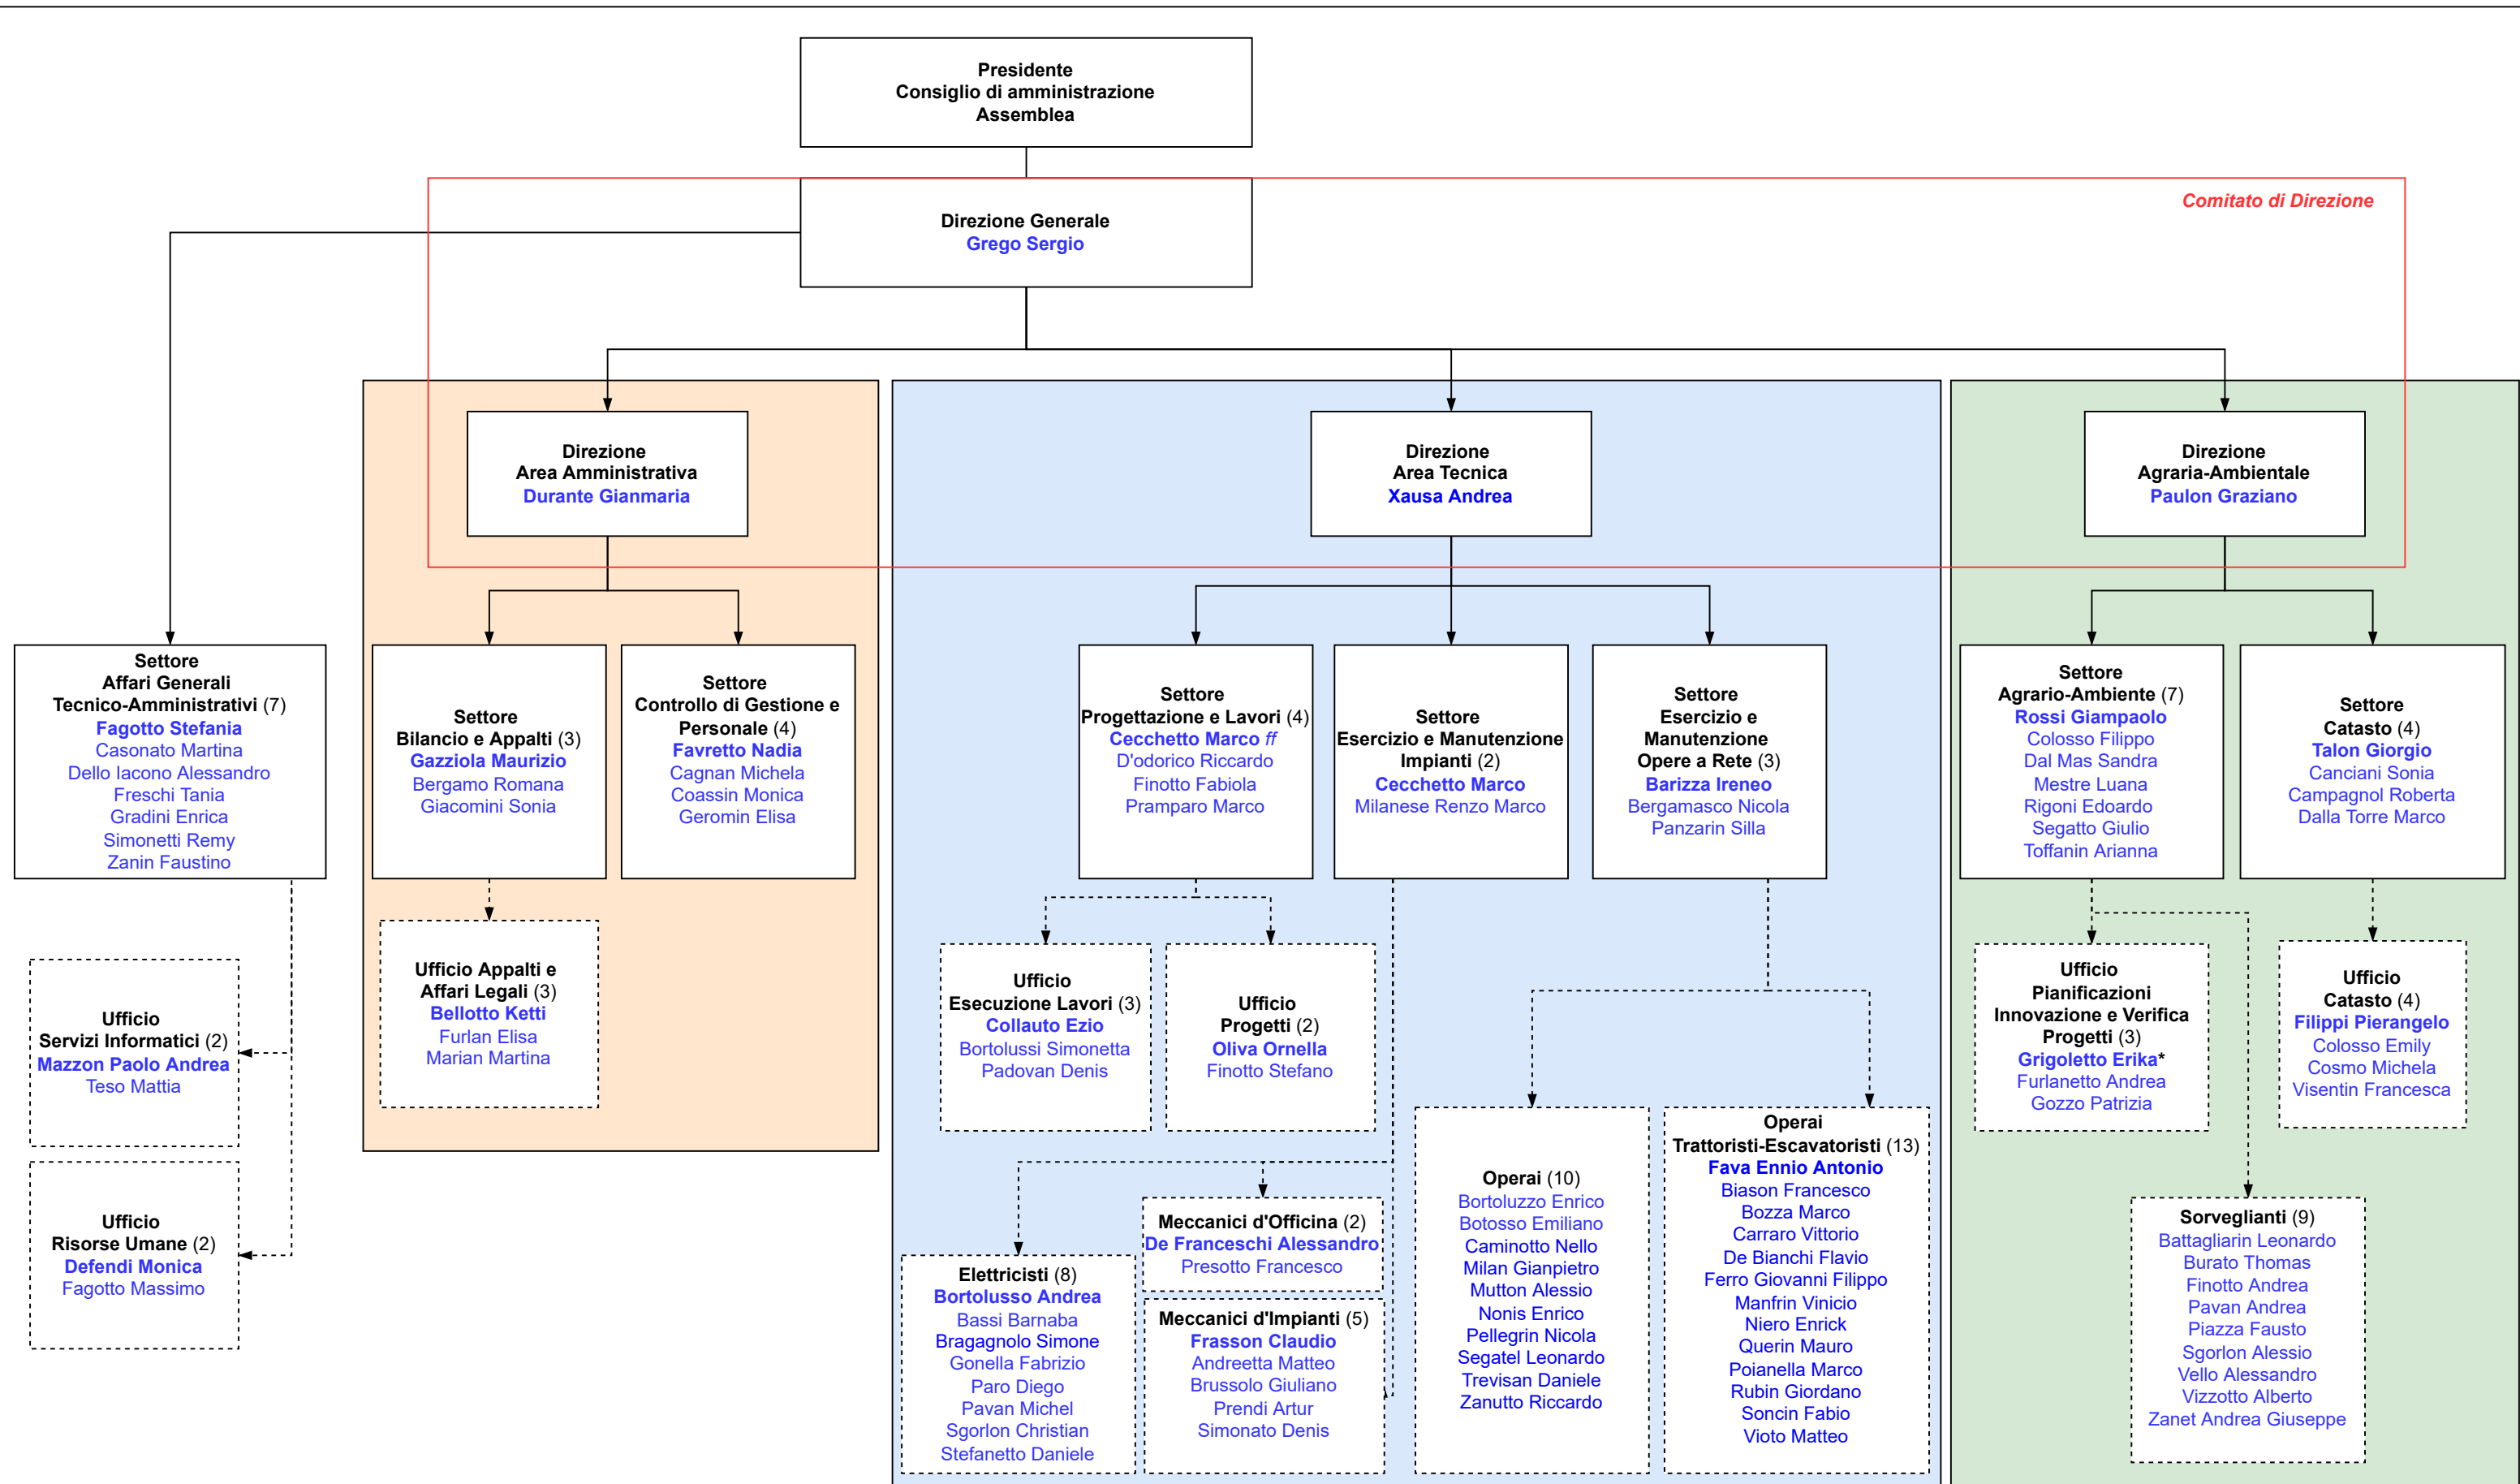 Presidente
Consiglio di amministrazione
Assemblea
Comitato di Direzione
Direzione Generale
Grego Sergio
Direzione
Area Amministrativa
Durante Gianmaria
Direzione
Area Tecnica
Xausa Andrea
Direzione
Agraria-Ambientale
Paulon Graziano
Settore
Affari Generali
Tecnico-Amministrativi (7)
Fagotto Stefania
Casonato Martina
Dello Iacono Alessandro
Freschi Tania
Gradini Enrica
Simonetti Remy
Zanin Faustino
Settore
Bilancio e Appalti (3)
Gazziola Maurizio
Bergamo Romana
Giacomini Sonia
Settore
Controllo di Gestione e
Personale (4)
Favretto Nadia
Cagnan Michela
Coassin Monica
Geromin Elisa
Settore
Progettazione e Lavori (4)
Cecchetto Marco ff
D'odorico Riccardo
Finotto Fabiola
Pramparo Marco
Settore
Esercizio e Manutenzione
Impianti (2)
Cecchetto Marco
Milanese Renzo Marco
Settore
Esercizio e
Manutenzione
Opere a Rete (3)
Barizza Ireneo
Bergamasco Nicola
Panzarin Silla
Settore
Agrario-Ambiente (7)
Rossi Giampaolo
Colosso Filippo
Dal Mas Sandra
Mestre Luana
Rigoni Edoardo
Segatto Giulio
Toffanin Arianna
Settore
Catasto (4)
Talon Giorgio
Canciani Sonia
Campagnol Roberta
Dalla Torre Marco
Ufficio
Servizi Informatici (2)
Mazzon Paolo Andrea
Teso Mattia
Ufficio
Risorse Umane (2)
Defendi Monica
Fagotto Massimo
Ufficio Appalti e
Affari Legali (3)
Bellotto Ketti
Furlan Elisa
Marian Martina
Ufficio
Esecuzione Lavori (3)
Collauto Ezio
Bortolussi Simonetta
Padovan Denis
Ufficio
Progetti (2)
Oliva Ornella
Finotto Stefano
Elettricisti (8)
Bortolusso Andrea
Bassi Barnaba
Bragagnolo Simone
Gonella Fabrizio
Paro Diego
Pavan Michel
Sgorlon Christian
Stefanetto Daniele
Meccanici d'Officina (2)
De Franceschi Alessandro
Presotto Francesco
Meccanici d'Impianti (5)
Frasson Claudio
Andreetta Matteo
Brussolo Giuliano
Prendi Artur
Simonato Denis
Operai (10)
Bortoluzzo Enrico
Botosso Emiliano
Caminotto Nello
Milan Gianpietro
Mutton Alessio
Nonis Enrico
Pellegrin Nicola
Segatel Leonardo
Trevisan Daniele
Zanutto Riccardo
Operai
Trattoristi-Escavatoristi (13)
Fava Ennio Antonio
Biason Francesco
Bozza Marco
Carraro Vittorio
De Bianchi Flavio
Ferro Giovanni Filippo
Manfrin Vinicio
Niero Enrick
Querin Mauro
Poianella Marco
Rubin Giordano
Soncin Fabio
Vioto Matteo
Ufficio
Pianificazioni
Innovazione e Verifica
Progetti (3)
Grigoletto Erika*
Furlanetto Andrea
Gozzo Patrizia
Ufficio
Catasto (4)
Filippi Pierangelo
Colosso Emily
Cosmo Michela
Visentin Francesca
Sorveglianti (9)
Battagliarin Leonardo
Burato Thomas
Finotto Andrea
Pavan Andrea
Piazza Fausto
Sgorlon Alessio
Vello Alessandro
Vizzotto Alberto
Zanet Andrea Giuseppe